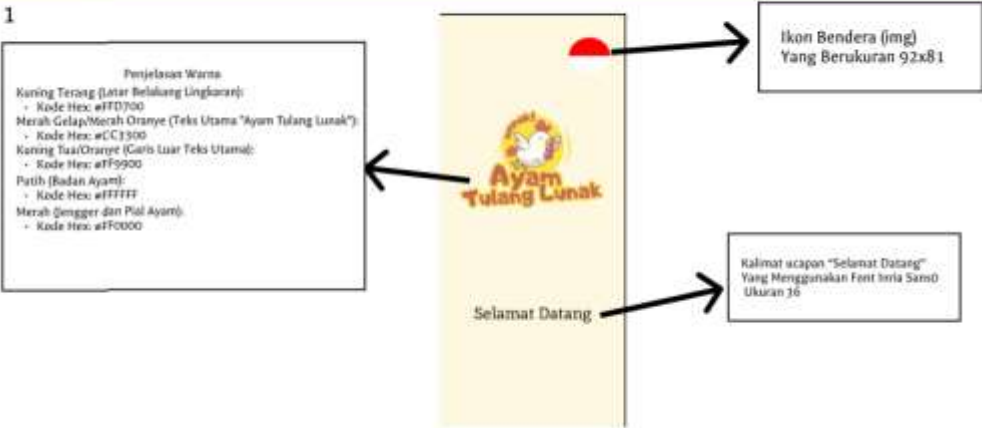 1
Penjelasan Warna
Kuning Terang (Latar Belakang Lingkaran):
- Kode Hex: #FFD700
Merah Gelap/Merah Oranye (Teks Utama "Ayam Tulang Lunak"):
- Kode Hex: #CC3300
Kuning Tua/Oranye (Garis Luar Teks Utama):
- Kode Hex: #FF9900
Putih (Badan Ayam):
- Kode Hex: #FFFFFF
Merah (Jengger dan Pial Ayam):
- Kode Hex: #FF0000
Ayam
Tulang Lunak
Selamat Datang
Ikon Bendera (img)
Yang Berukuran 92x81
Kalimat ucapan "Selamat Datang"
Yang Menggunakan Font Inria Sans0
Ukuran 36